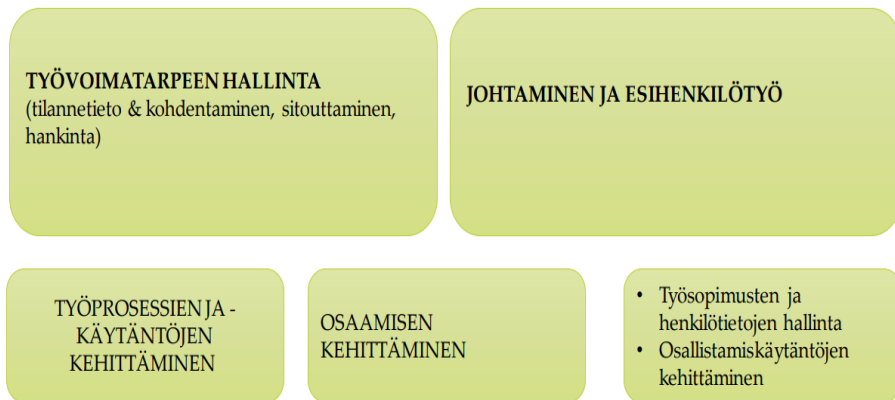 TYÖVOIMATARPEEN HALLINTA
(tilannetieto & kohdentaminen, sitouttaminen,
hankinta)
JOHTAMINEN JA ESIHENKILÖTYÖ
TYÖPROSESSIEN JA -
KÄYTÄNTÖJEN
KEHITTÄMINEN
OSAAMISEN
KEHITTÄMINEN
• Työsopimusten ja
henkilötietojen hallinta
• Osallistamiskäytäntöjen
kehittäminen